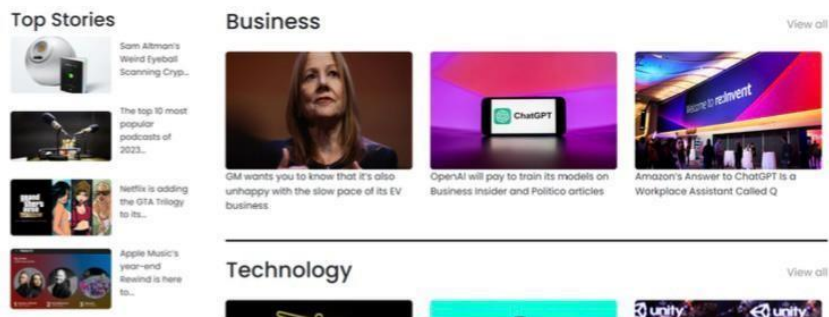 Top Stories
Sam Altman's
Weird Eyeball
Scanning Cryp...
The top 10 most
popular
podcasts of
2023...
Netflix is adding
the GTA Trilogy
to its...
Apple Music's
year-end
Rewind is here
to...
Business
View all
ChatGPT
Welcome to re:Invent
GM wants you to know that it's also
unhappy with the slow pace of its EV
business
OpenAI will pay to train its models on
Business Insider and Politico articles
Amazon's Answer to ChatGPT Is a
Workplace Assistant Called Q
Technology
View all
unity
unity